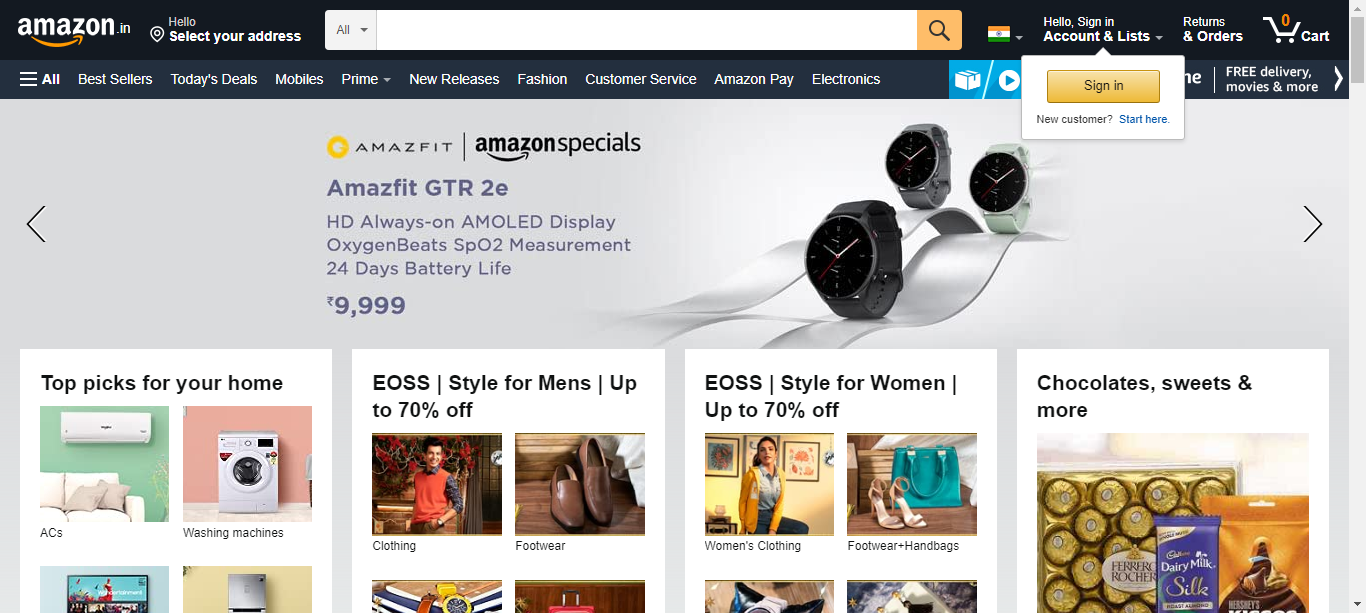 amazon.in
Hello
Select your address
All
Hello, Sign in
Account & Lists
Returns
& Orders
0
Cart
All
Best Sellers
Today's Deals
Mobiles
Prime
New Releases
Fashion
Customer Service
Amazon Pay
Electronics
FREE delivery,
movies & more
Sign in
New customer? Start here.
AMAZFIT | amazonspecials
Amazfit GTR 2e
HD Always-on AMOLED Display
OxygenBeats SpO2 Measurement
24 Days Battery Life
₹9,999
Top picks for your home
ACs
Washing machines
EOSS | Style for Mens | Up
to 70% off
Clothing
Footwear
EOSS | Style for Women |
Up to 70% off
Women's Clothing
Footwear+Handbags
Chocolates, sweets &
more
FERRERO
ROCHER
Cadbury
Dairy Milk
Silk
ROAST ALMOND
HERSHEY'S
KISSES